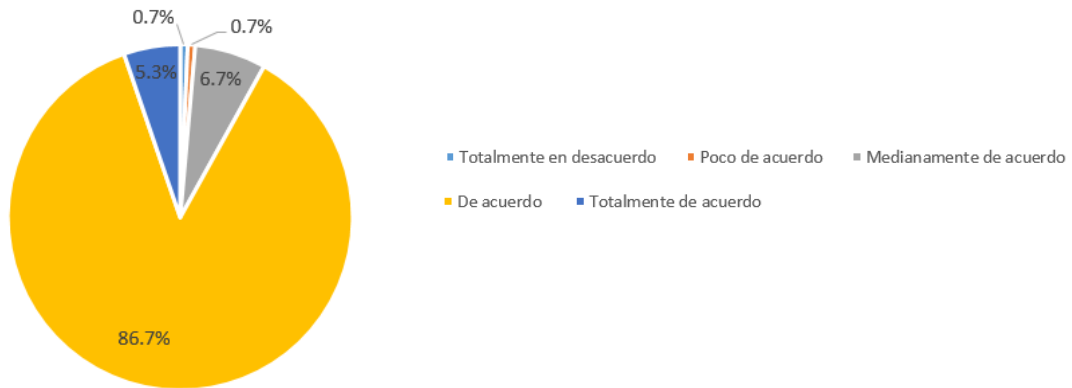 0.7%
0.7%
5.3%
6.7%
Totalmente en desacuerdo Poco de acuerdo Medianamente de acuerdo
De acuerdo Totalmente de acuerdo
86.7%